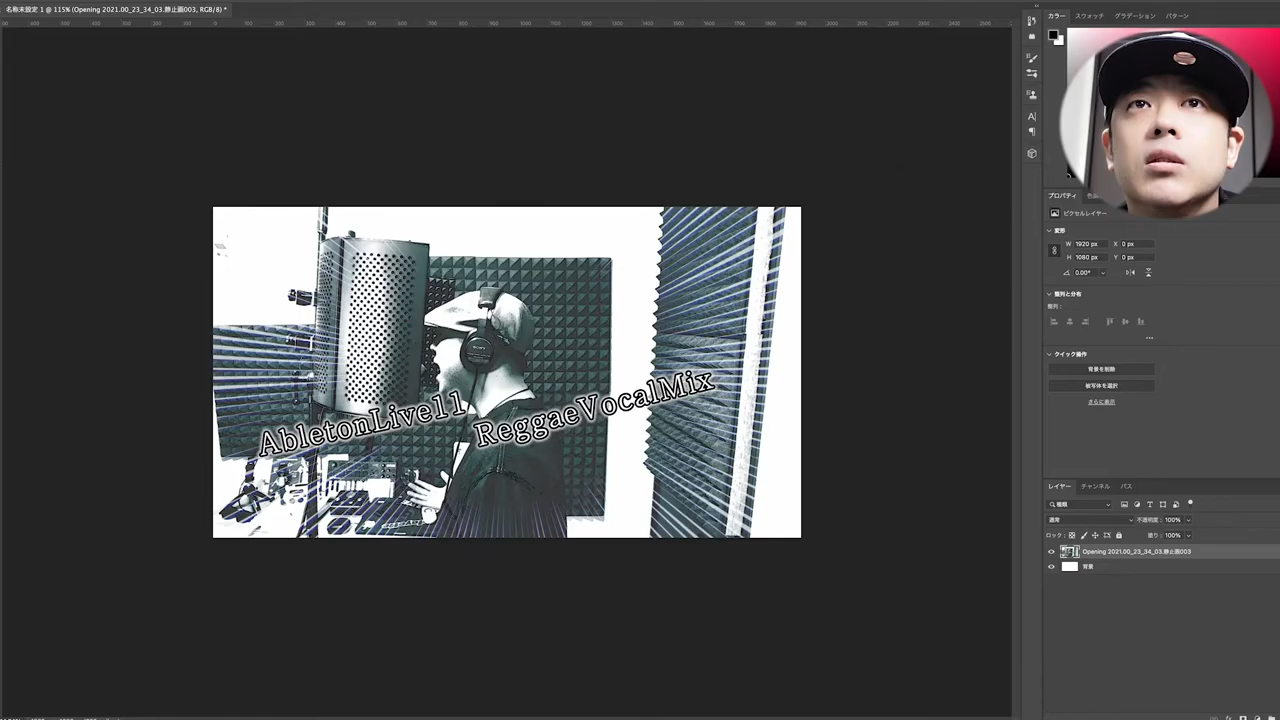 名称未設定 1 @ 115% (Opening 2021.00_23_34_03.静止画003, RGB/8) *
カラー スウォッチ グラデーション パターン
プロパティ
ピクセルレイヤー
変形
W 1920 px X 0 px
H 1080 px Y 0 px
0.00°
整列と分布
整列:
クイック操作
背景を削除
被写体を選択
さらに表示
SONY
AbletonLive11 ReggaeVocalMix
レイヤー チャンネル パス
種類
通常 不透明度: 100%
ロック: 塗り: 100%
Opening 2021.00_23_34_03.静止画003
背景